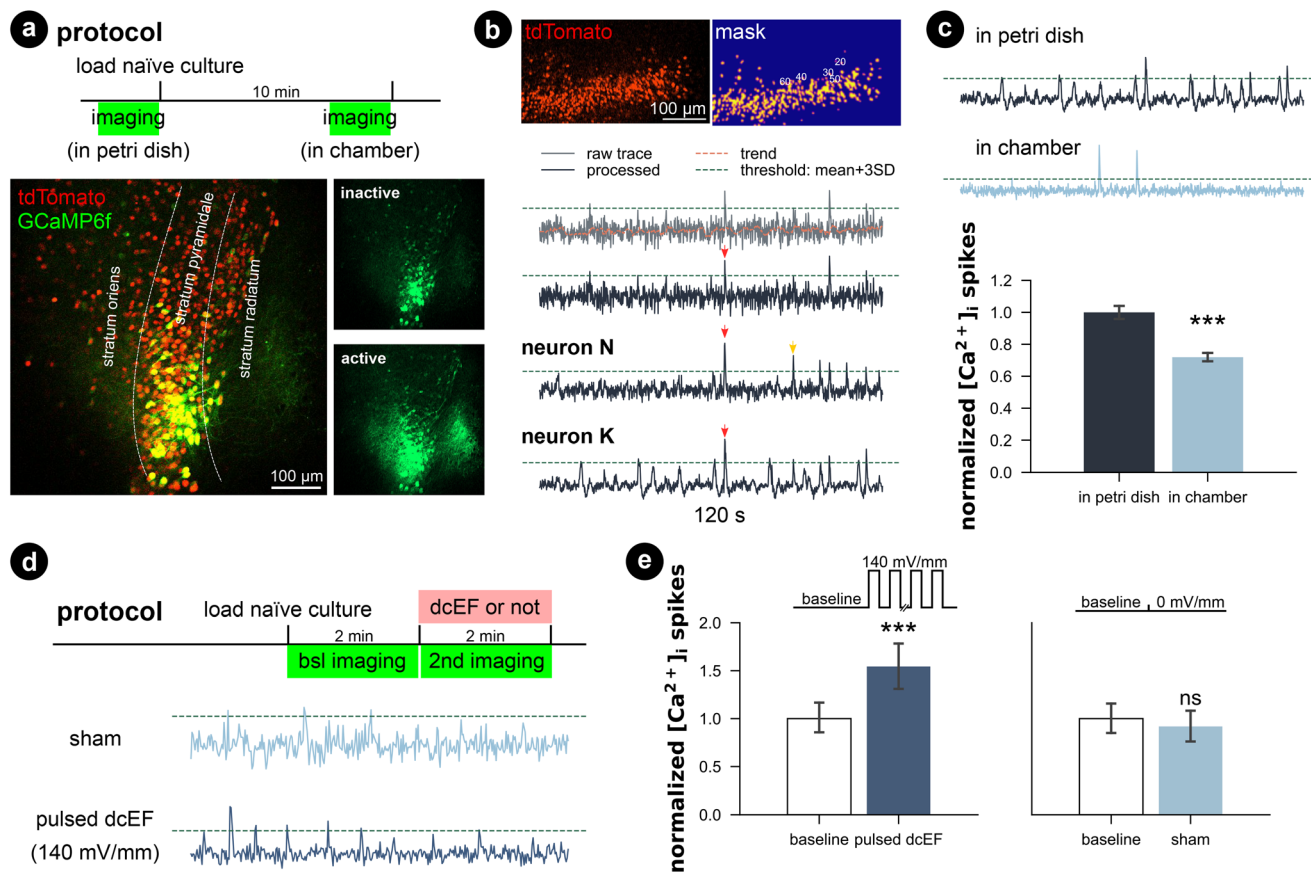 a
protocol
load naïve culture
10 min
imaging
imaging
(in petri dish)
(in chamber)
tdTomato
GCaMP6f
stratum oriens
stratum pyramidale
stratum radiatum
100 µm
inactive
active
b
tdTomato
100 µm
mask
20
60
40
30
50
raw trace
processed
trend
threshold: mean+3SD
neuron N
neuron K
120 s
c
in petri dish
in chamber
normalized [Ca2+]i spikes
1.2
1.0
0.8
0.6
0.4
0.2
0.0
***
in petri dish
in chamber
d
protocol
load naïve culture
dcEF or not
2 min
2 min
bsl imaging
2nd imaging
sham
pulsed dcEF
(140 mV/mm)
e
140 mV/mm
baseline
normalized [Ca2+]i spikes
2.0
1.5
1.0
0.5
0.0
***
baseline
pulsed dcEF
baseline
0 mV/mm
ns
baseline
sham